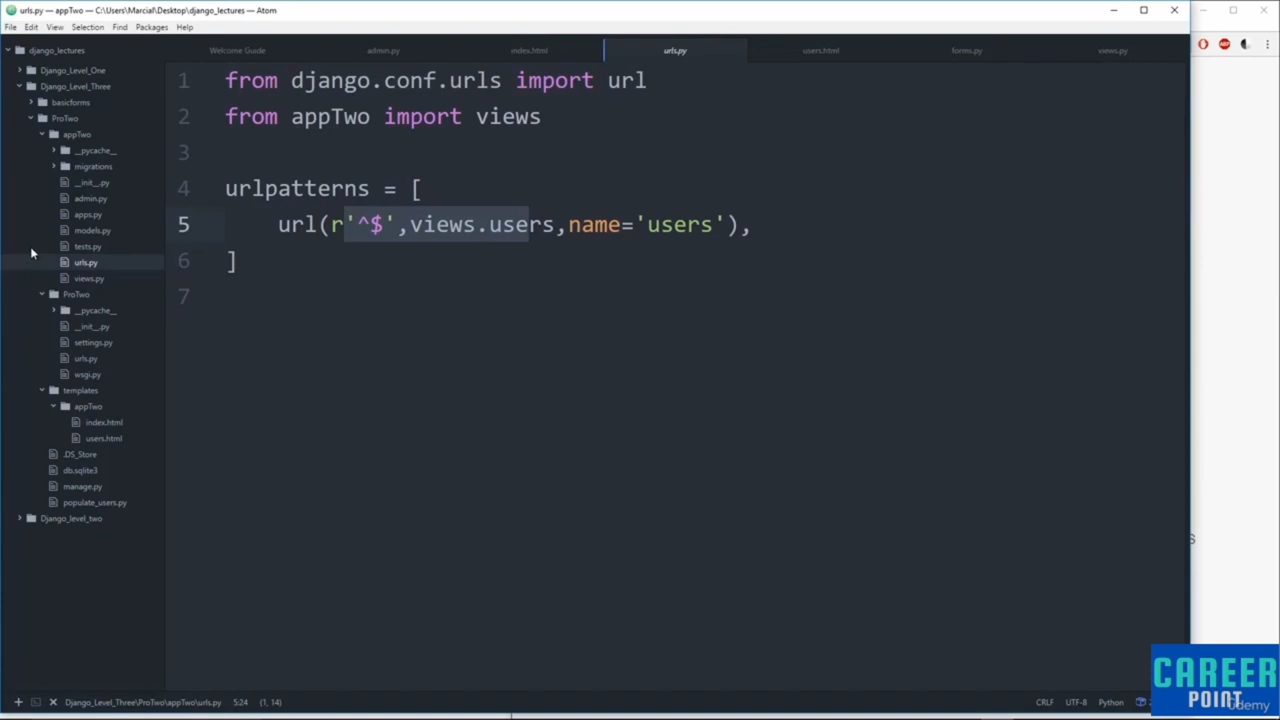 urls.py — appTwo — C:\Users\Marcial\Desktop\django_lectures — Atom
File Edit View Selection Find Packages Help
django_lectures
Django_Level_One
Django_Level_Three
basicforms
ProTwo
appTwo
__pycache__
migrations
__init__.py
admin.py
apps.py
models.py
tests.py
urls.py
views.py
ProTwo
__pycache__
__init__.py
settings.py
urls.py
wsgi.py
templates
appTwo
index.html
users.html
.DS_Store
db.sqlite3
manage.py
populate_users.py
Django_level_two
Welcome Guide admin.py index.html urls.py users.html forms.py views.py
1 from django.conf.urls import url
2 from appTwo import views
3
4 urlpatterns = [
5 url(r'^$',views.users,name='users'),
6 ]
7
s
Django_Level_Three\ProTwo\appTwo\urls.py 5:24 (1, 14) CRLF UTF-8 Python
CAREER
POINT
Udemy